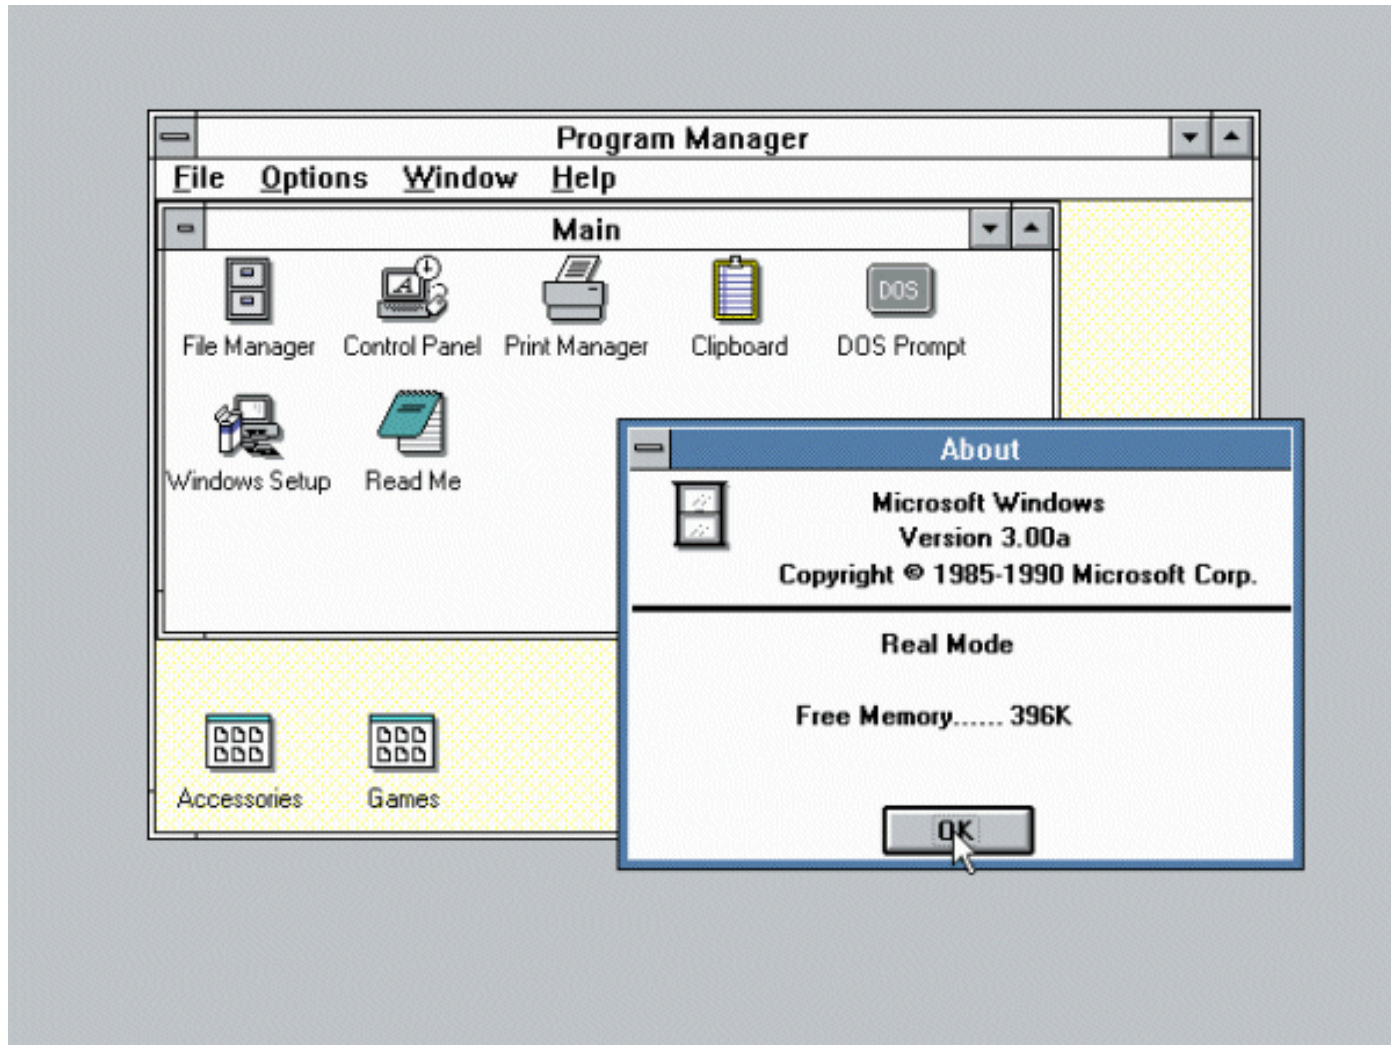 Program Manager
File Options Window Help
Main
A
DOS
File Manager Control Panel Print Manager Clipboard DOS Prompt
Windows Setup Read Me
Accessories Games
About
Microsoft Windows
Version 3.00a
Copyright © 1985-1990 Microsoft Corp.
Real Mode
Free Memory...... 396K
OK